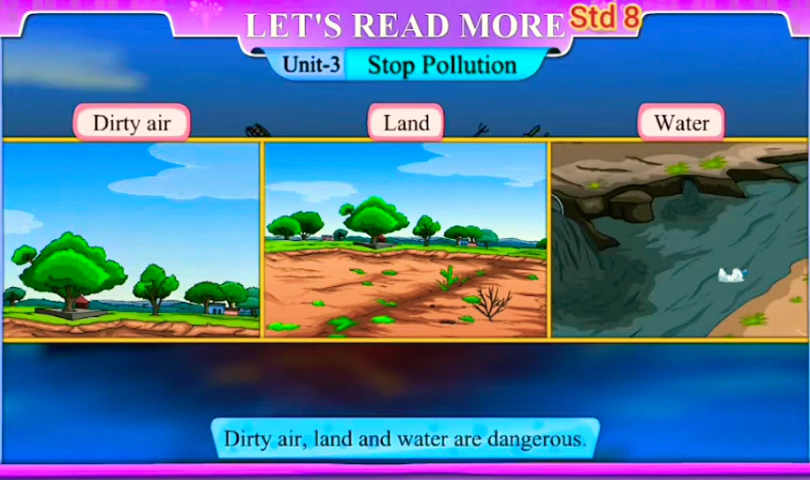 LET'S READ MORE Std 8
Unit-3 Stop Pollution
Dirty air Land Water
Dirty air, land and water are dangerous.